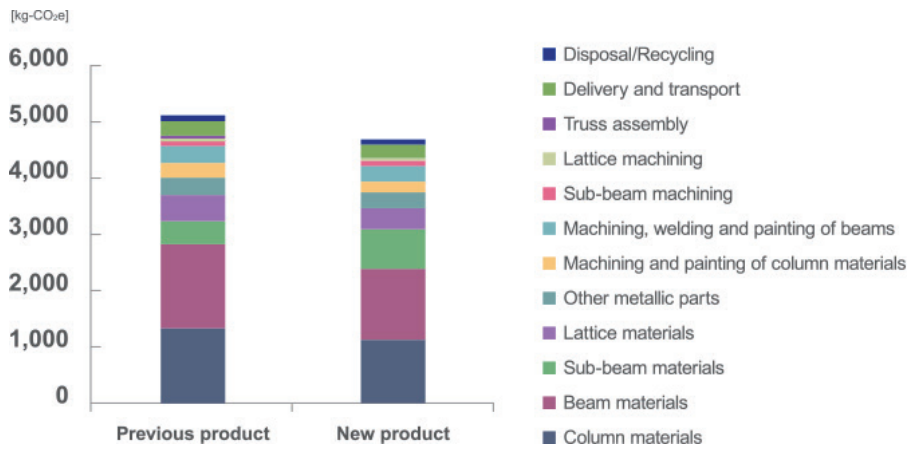 [kg-CO₂e]
6,000
5,000
4,000
3,000
2,000
1,000
0
Previous product
New product
Disposal/Recycling
Delivery and transport
Truss assembly
Lattice machining
Sub-beam machining
Machining, welding and painting of beams
Machining and painting of column materials
Other metallic parts
Lattice materials
Sub-beam materials
Beam materials
Column materials